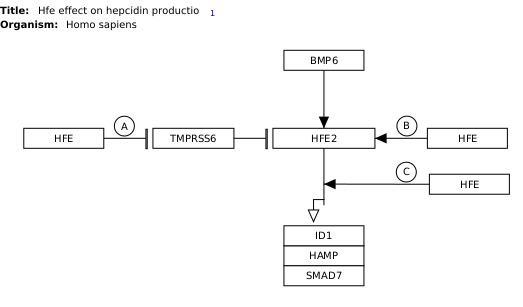 Title: Hfe effect on hepcidin productio 1
Organism: Homo sapiens
BMP6
A
B
HFE
TMPRSS6
HFE2
HFE
C
HFE
ID1
HAMP
SMAD7